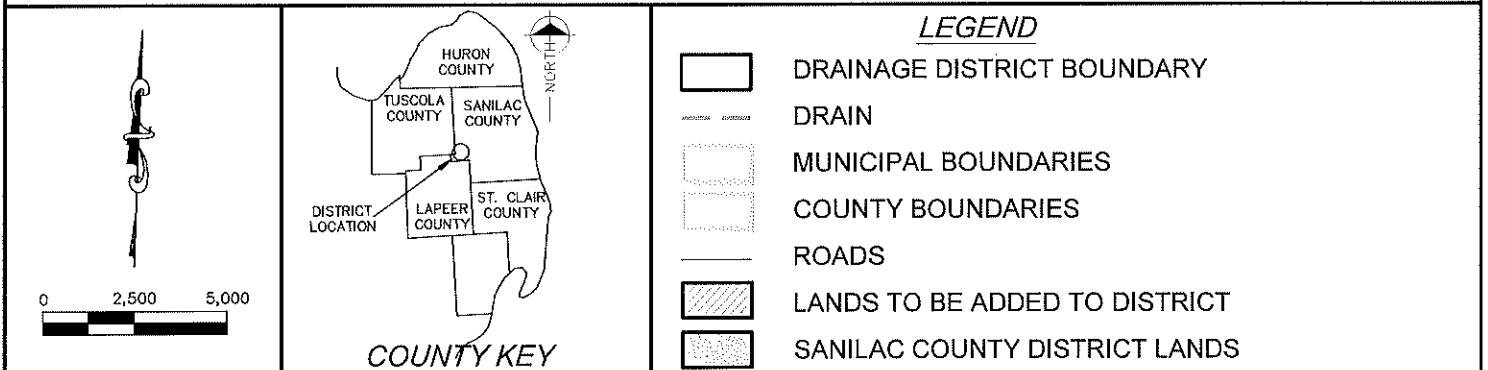 0 2,500 5,000
NORTH
HURON
COUNTY
TUSCOLA
COUNTY
SANILAC
COUNTY
DISTRICT
LOCATION
LAPEER
COUNTY
ST. CLAIR
COUNTY
COUNTY KEY
LEGEND
DRAINAGE DISTRICT BOUNDARY
DRAIN
MUNICIPAL BOUNDARIES
COUNTY BOUNDARIES
ROADS
LANDS TO BE ADDED TO DISTRICT
SANILAC COUNTY DISTRICT LANDS